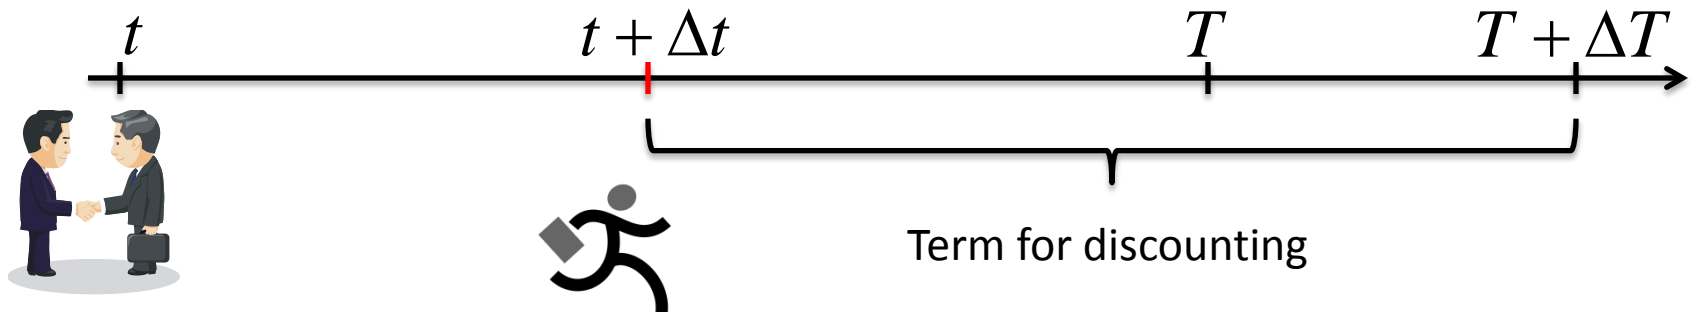 t t + Δt T T + ΔT
Term for discounting